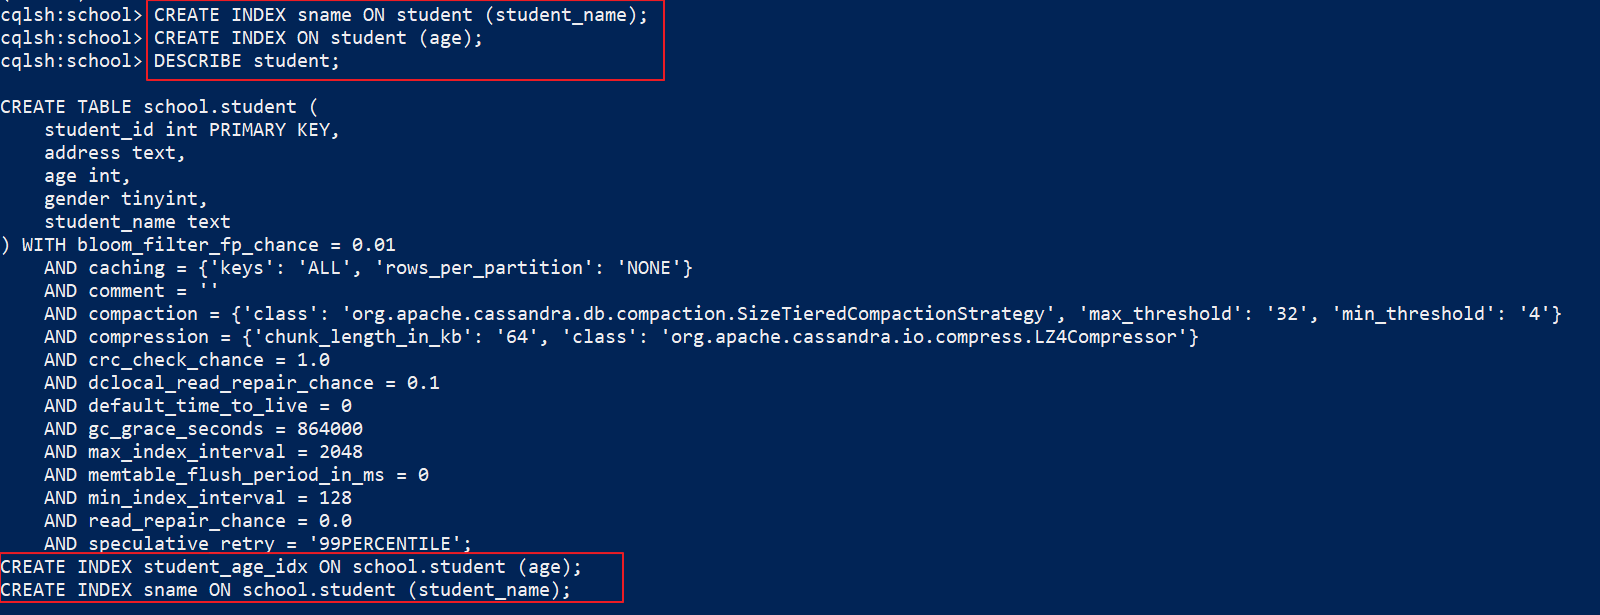 cqlsh:school> CREATE INDEX sname ON student (student_name);
cqlsh:school> CREATE INDEX ON student (age);
cqlsh:school> DESCRIBE student;
CREATE TABLE school.student (
    student_id int PRIMARY KEY,
    address text,
    age int,
    gender tinyint,
    student_name text
) WITH bloom_filter_fp_chance = 0.01
    AND caching = {'keys': 'ALL', 'rows_per_partition': 'NONE'}
    AND comment = ''
    AND compaction = {'class': 'org.apache.cassandra.db.compaction.SizeTieredCompactionStrategy', 'max_threshold': '32', 'min_threshold': '4'}
    AND compression = {'chunk_length_in_kb': '64', 'class': 'org.apache.cassandra.io.compress.LZ4Compressor'}
    AND crc_check_chance = 1.0
    AND dclocal_read_repair_chance = 0.1
    AND default_time_to_live = 0
    AND gc_grace_seconds = 864000
    AND max_index_interval = 2048
    AND memtable_flush_period_in_ms = 0
    AND min_index_interval = 128
    AND read_repair_chance = 0.0
    AND speculative_retry = '99PERCENTILE';
CREATE INDEX student_age_idx ON school.student (age);
CREATE INDEX sname ON school.student (student_name);